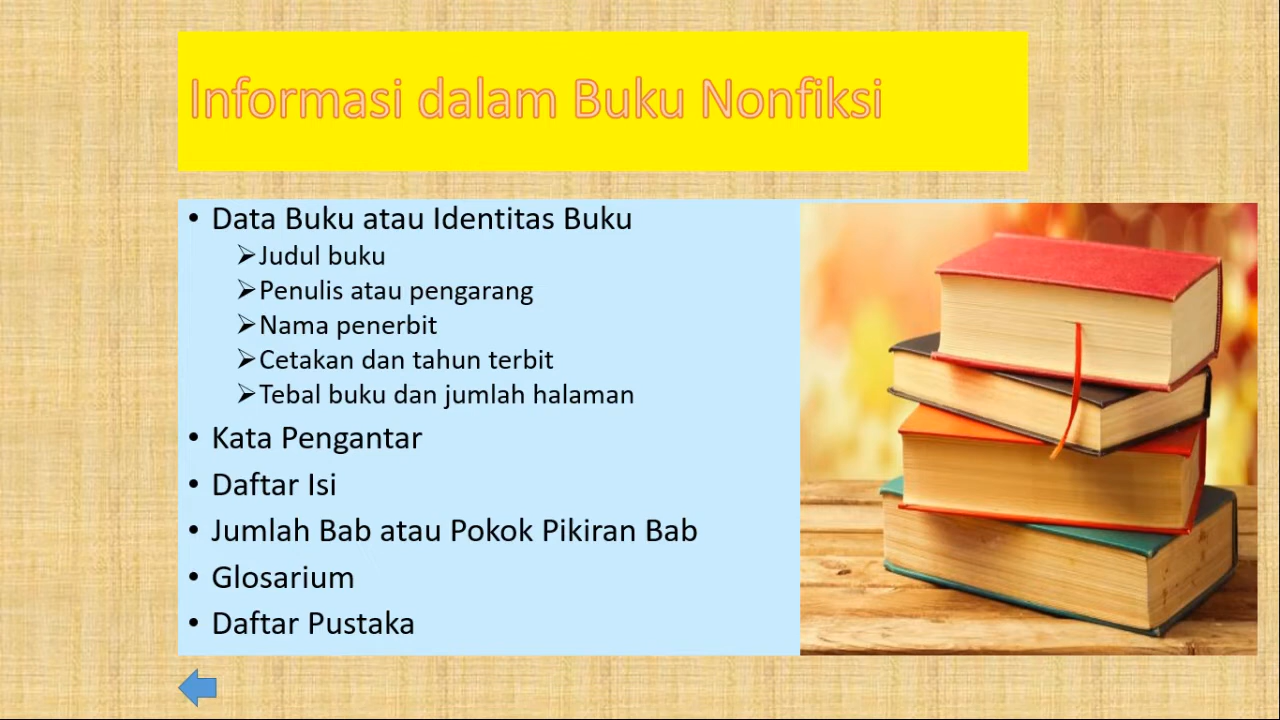 Informasi dalam Buku Nonfiksi
• Data Buku atau Identitas Buku
➢Judul buku
➢Penulis atau pengarang
➢Nama penerbit
➢Cetakan dan tahun terbit
➢Tebal buku dan jumlah halaman
• Kata Pengantar
• Daftar Isi
• Jumlah Bab atau Pokok Pikiran Bab
• Glosarium
• Daftar Pustaka